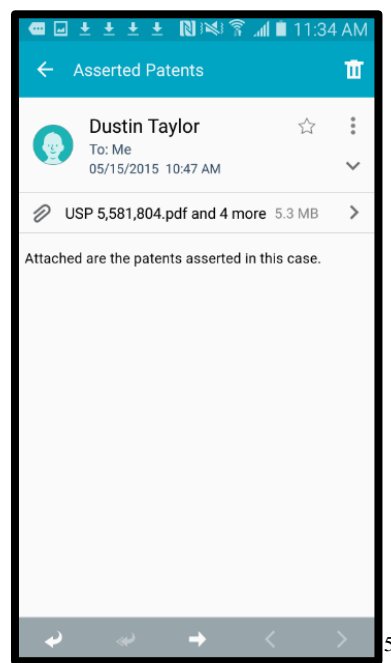 11:34 AM
Asserted Patents
Dustin Taylor
To: Me
05/15/2015 10:47 AM
USP 5,581,804.pdf and 4 more 5.3 MB
Attached are the patents asserted in this case.
5